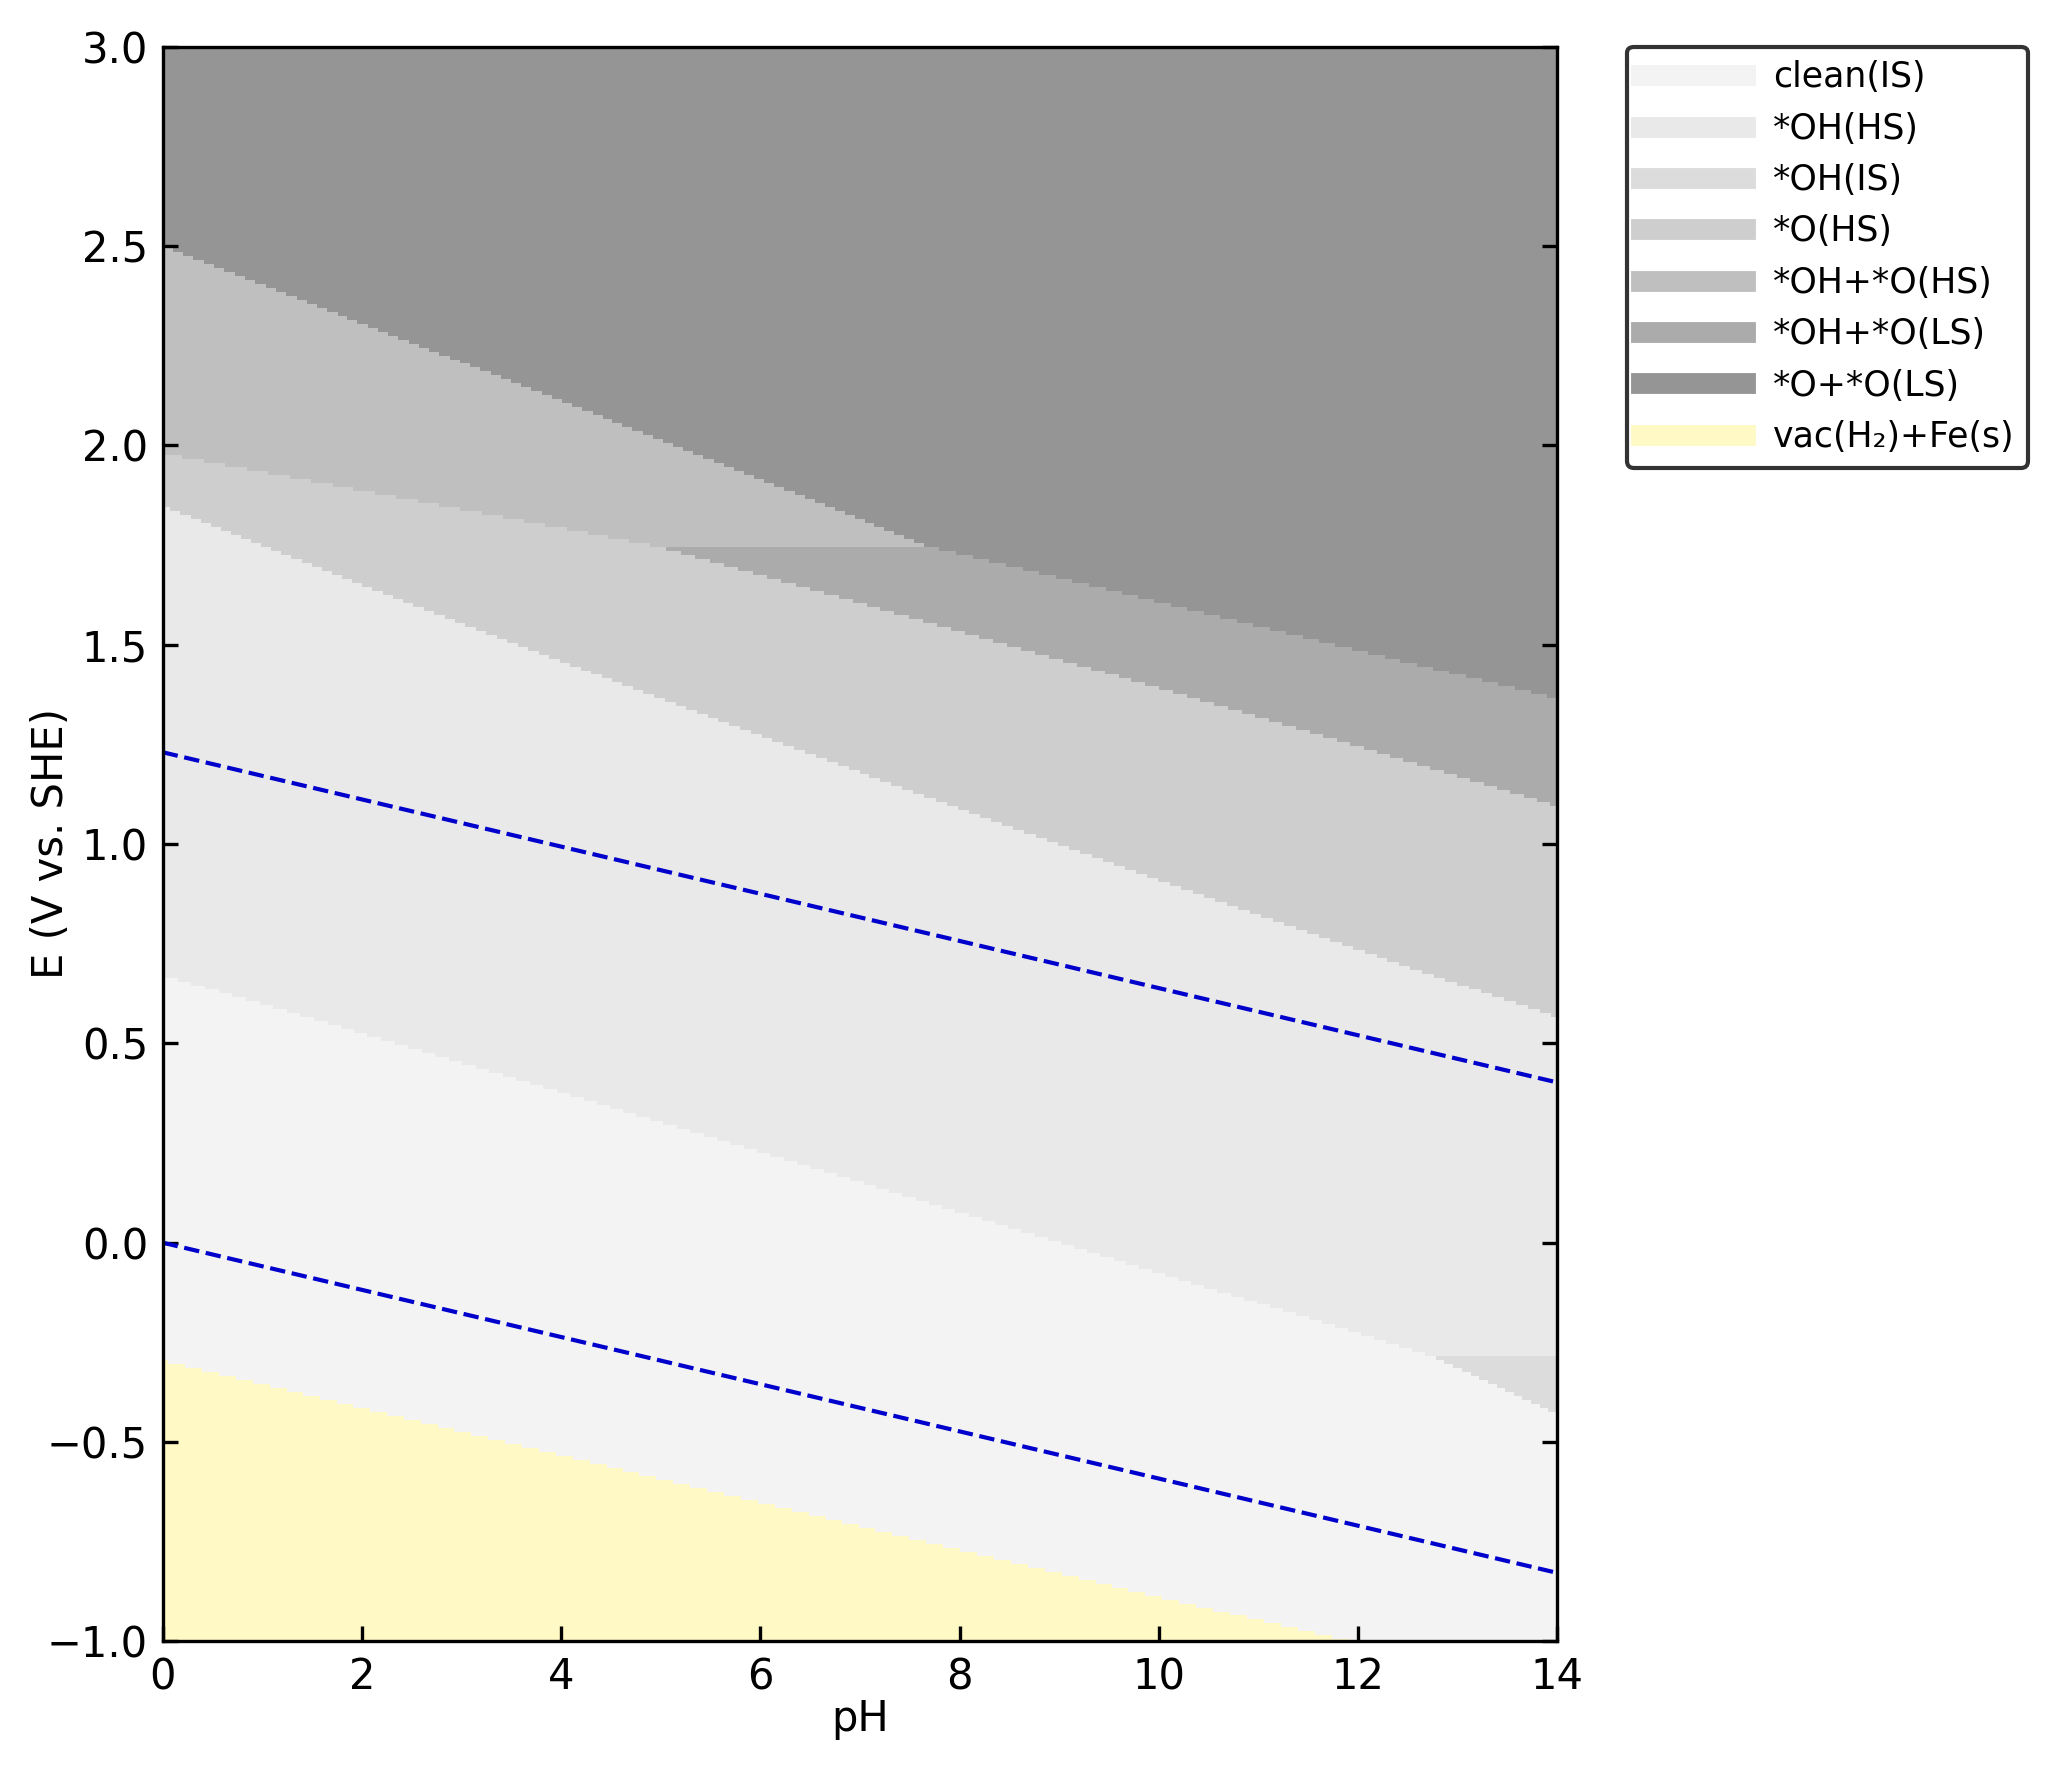 3.0
2.5
2.0
1.5
1.0
0.5
0.0
−0.5
−1.0
E (V vs. SHE)
0 2 4 6 8 10 12 14
pH
clean(IS)
*OH(HS)
*OH(IS)
*O(HS)
*OH+*O(HS)
*OH+*O(LS)
*O+*O(LS)
vac(H₂)+Fe(s)